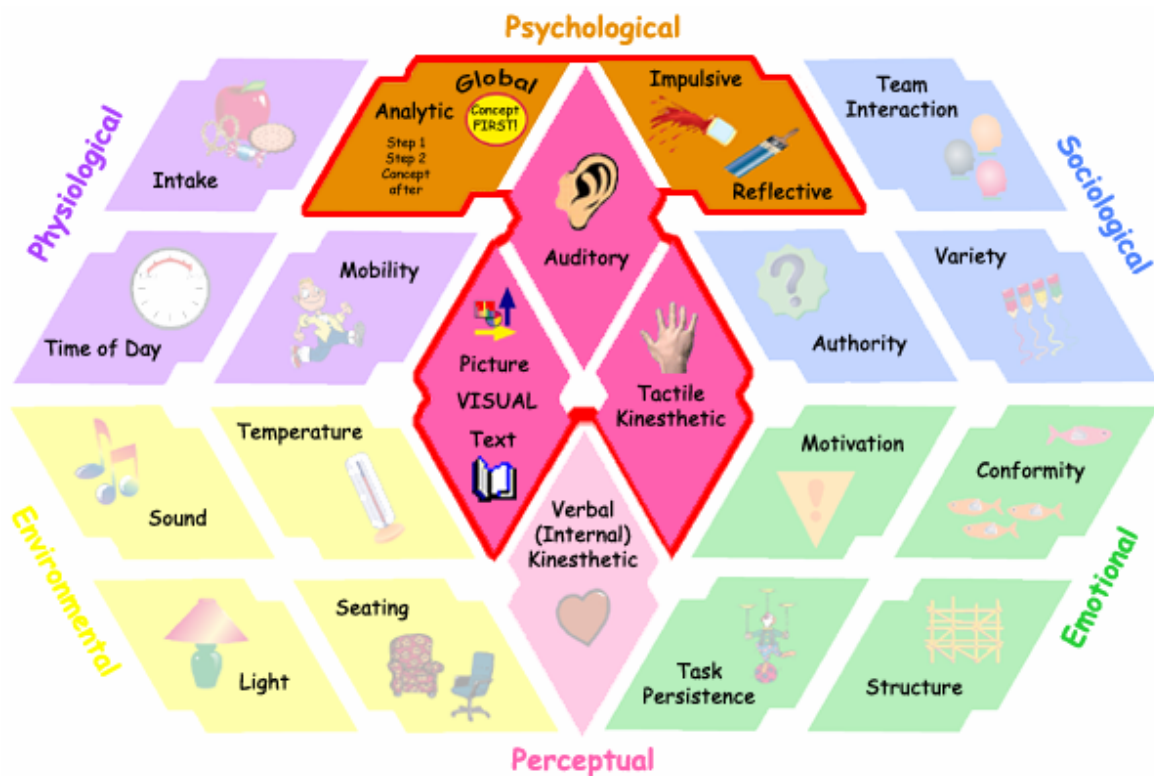 Psychological
Physiological
Sociological
Global
Analytic
Concept
FIRST!
Step 1
Step 2
Concept
after
Impulsive
Reflective
Team
Interaction
Intake
Auditory
Time of Day
Mobility
Authority
Variety
Picture
VISUAL
Text
Tactile
Kinesthetic
Sound
Temperature
Verbal
(Internal)
Kinesthetic
Motivation
Conformity
Environmental
Emotional
Light
Seating
Task
Persistence
Structure
Perceptual